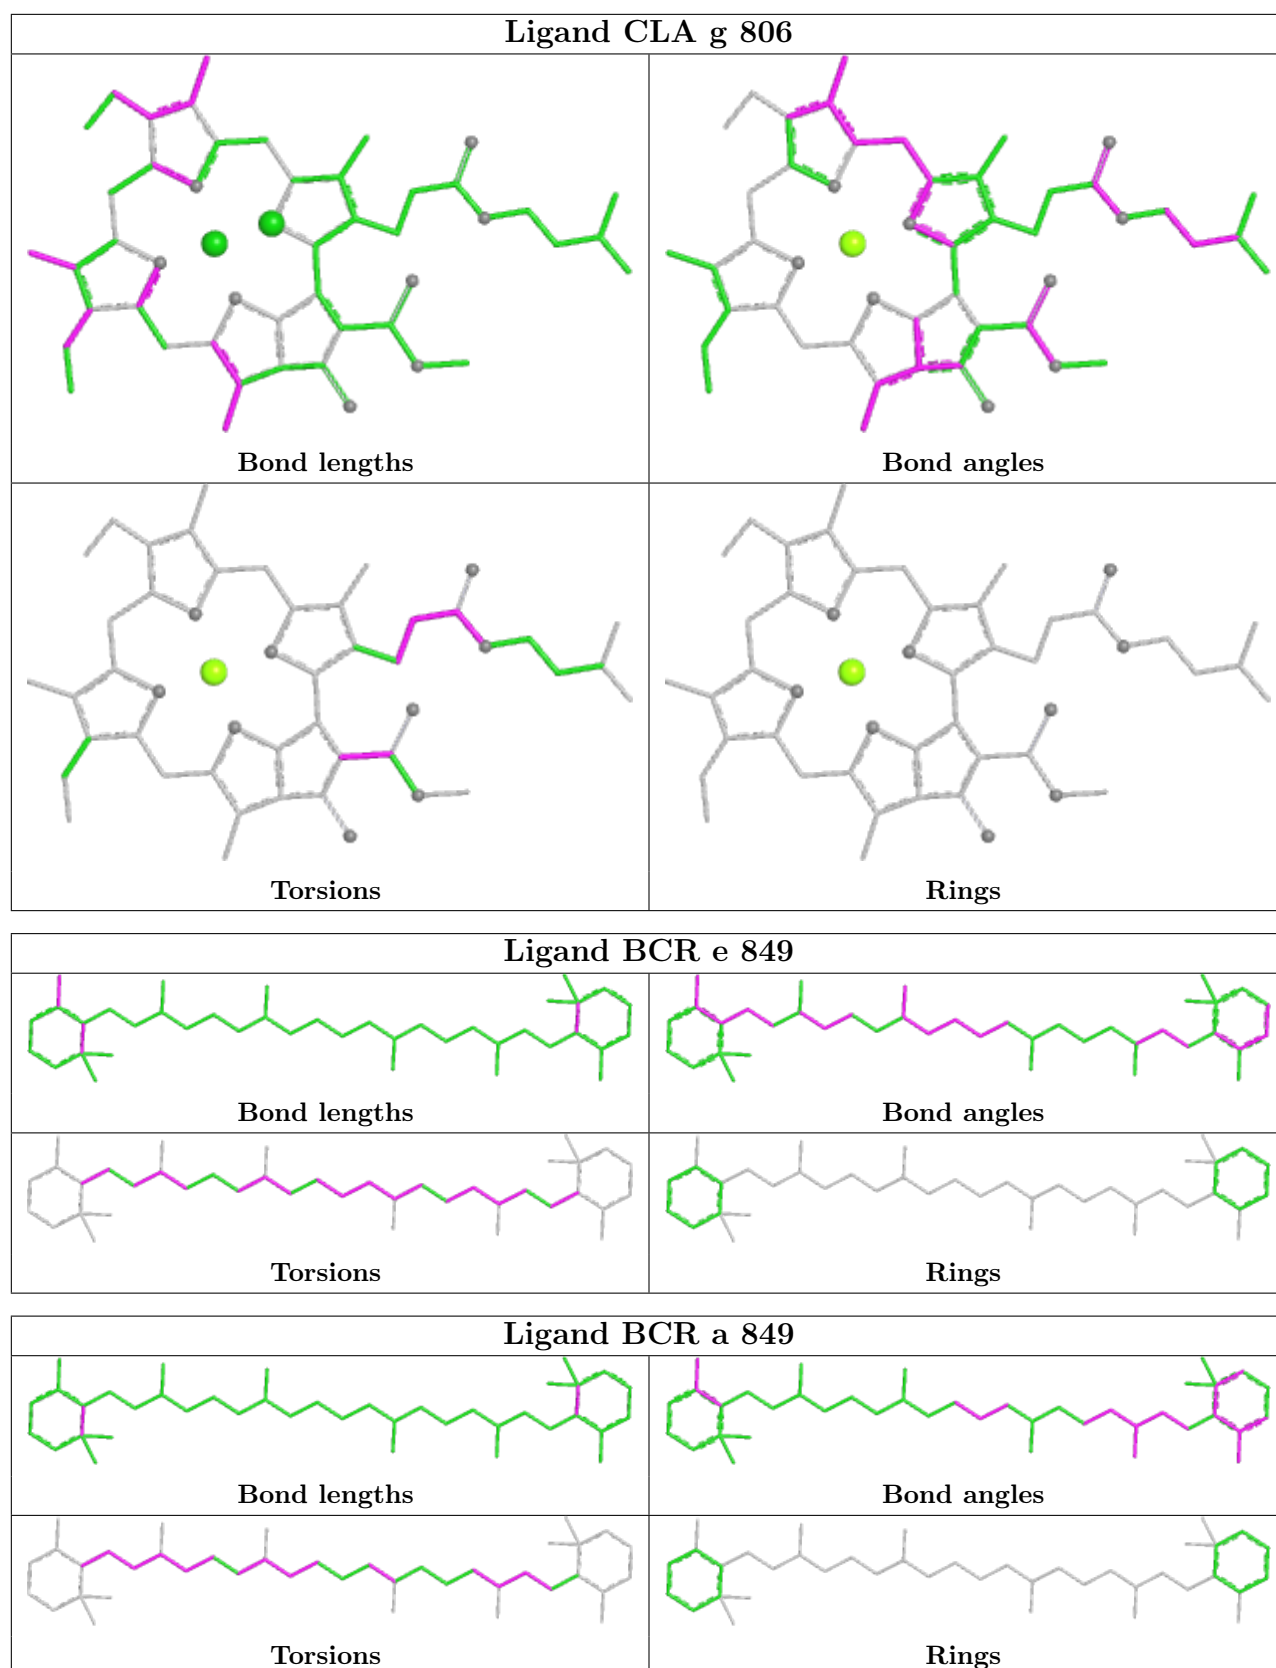 Ligand CLA g 806
Bond lengths
Bond angles
Torsions
Rings
Ligand BCR e 849
Bond lengths
Bond angles
Torsions
Rings
Ligand BCR a 849
Bond lengths
Bond angles
Torsions
Rings